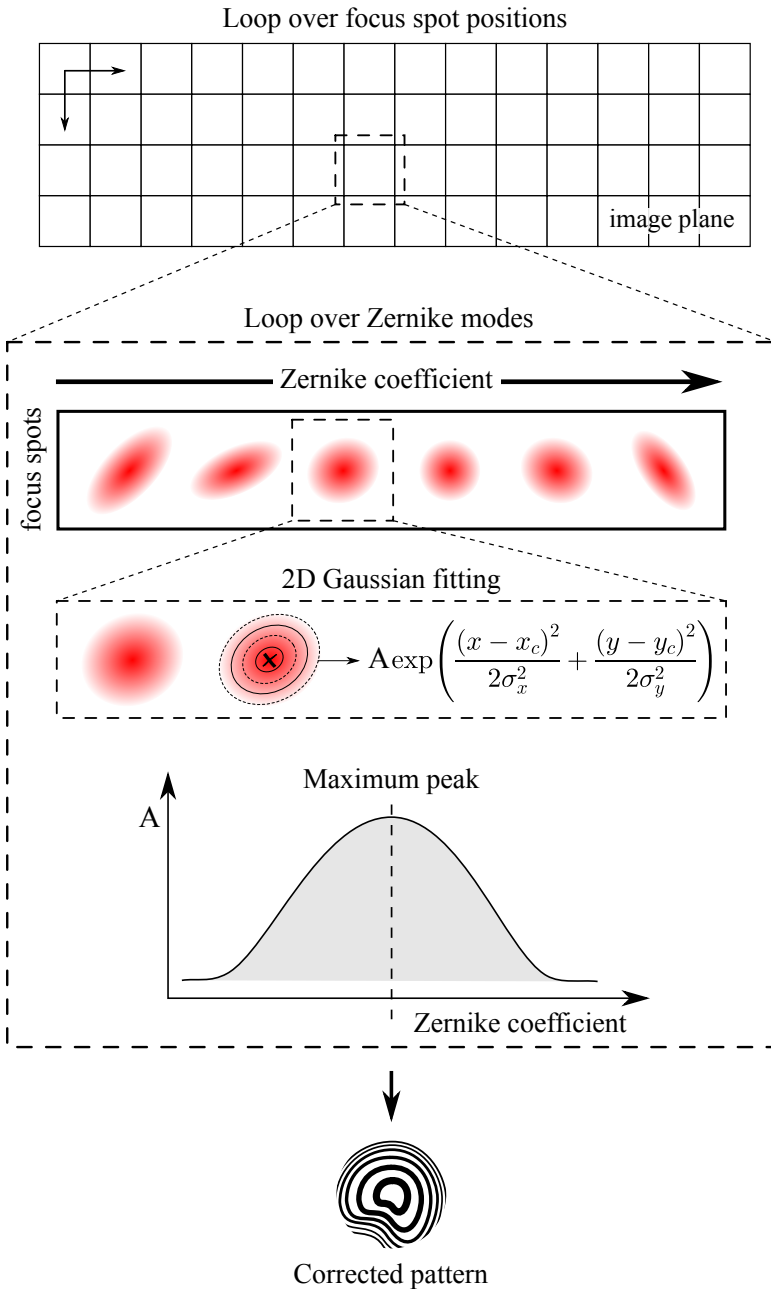 Loop over focus spot positions
image plane
Loop over Zernike modes
Zernike coefficient
focus spots
2D Gaussian fitting
A exp( (x − x_c)^2 / 2σ_x^2 + (y − y_c)^2 / 2σ_y^2 )
Maximum peak
A
Zernike coefficient
Corrected pattern